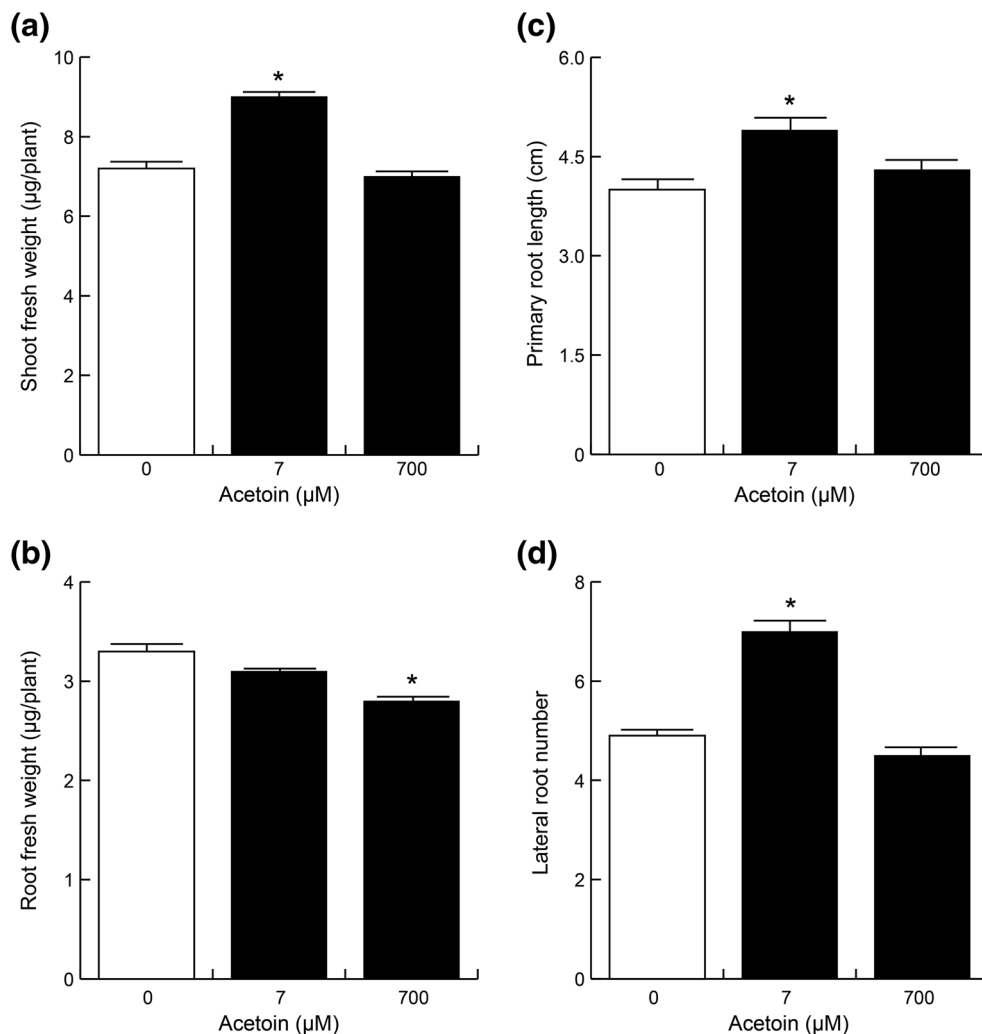 (a)
10
8
6
4
2
0
Shoot fresh weight (µg/plant)
*
0 7 700
Acetoin (µM)
(c)
6.0
4.5
3.0
1.5
0
Primary root length (cm)
*
0 7 700
Acetoin (µM)
(b)
4
3
2
1
0
Root fresh weight (µg/plant)
*
0 7 700
Acetoin (µM)
(d)
8
6
4
2
0
Lateral root number
*
0 7 700
Acetoin (µM)